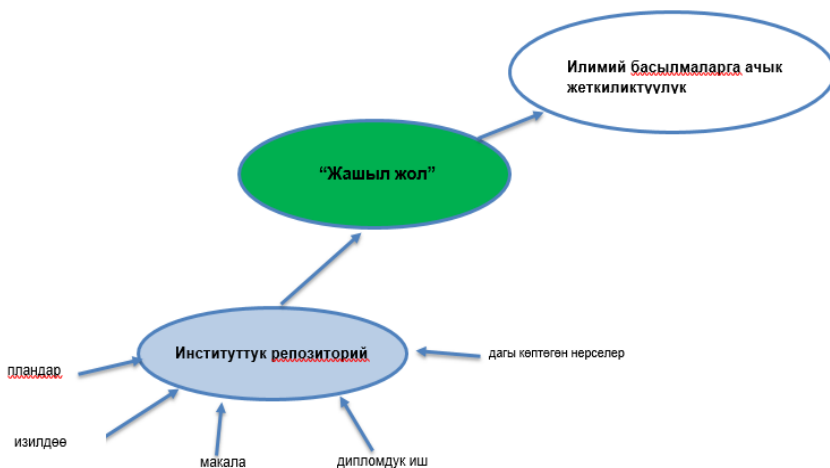 Илимий басылмаларга ачык
жеткиликтүүлүк
“Жашыл жол”
Институттук репозиторий
дагы көптөгөн нерселер
пландар
изилдөө
макала
дипломдук иш